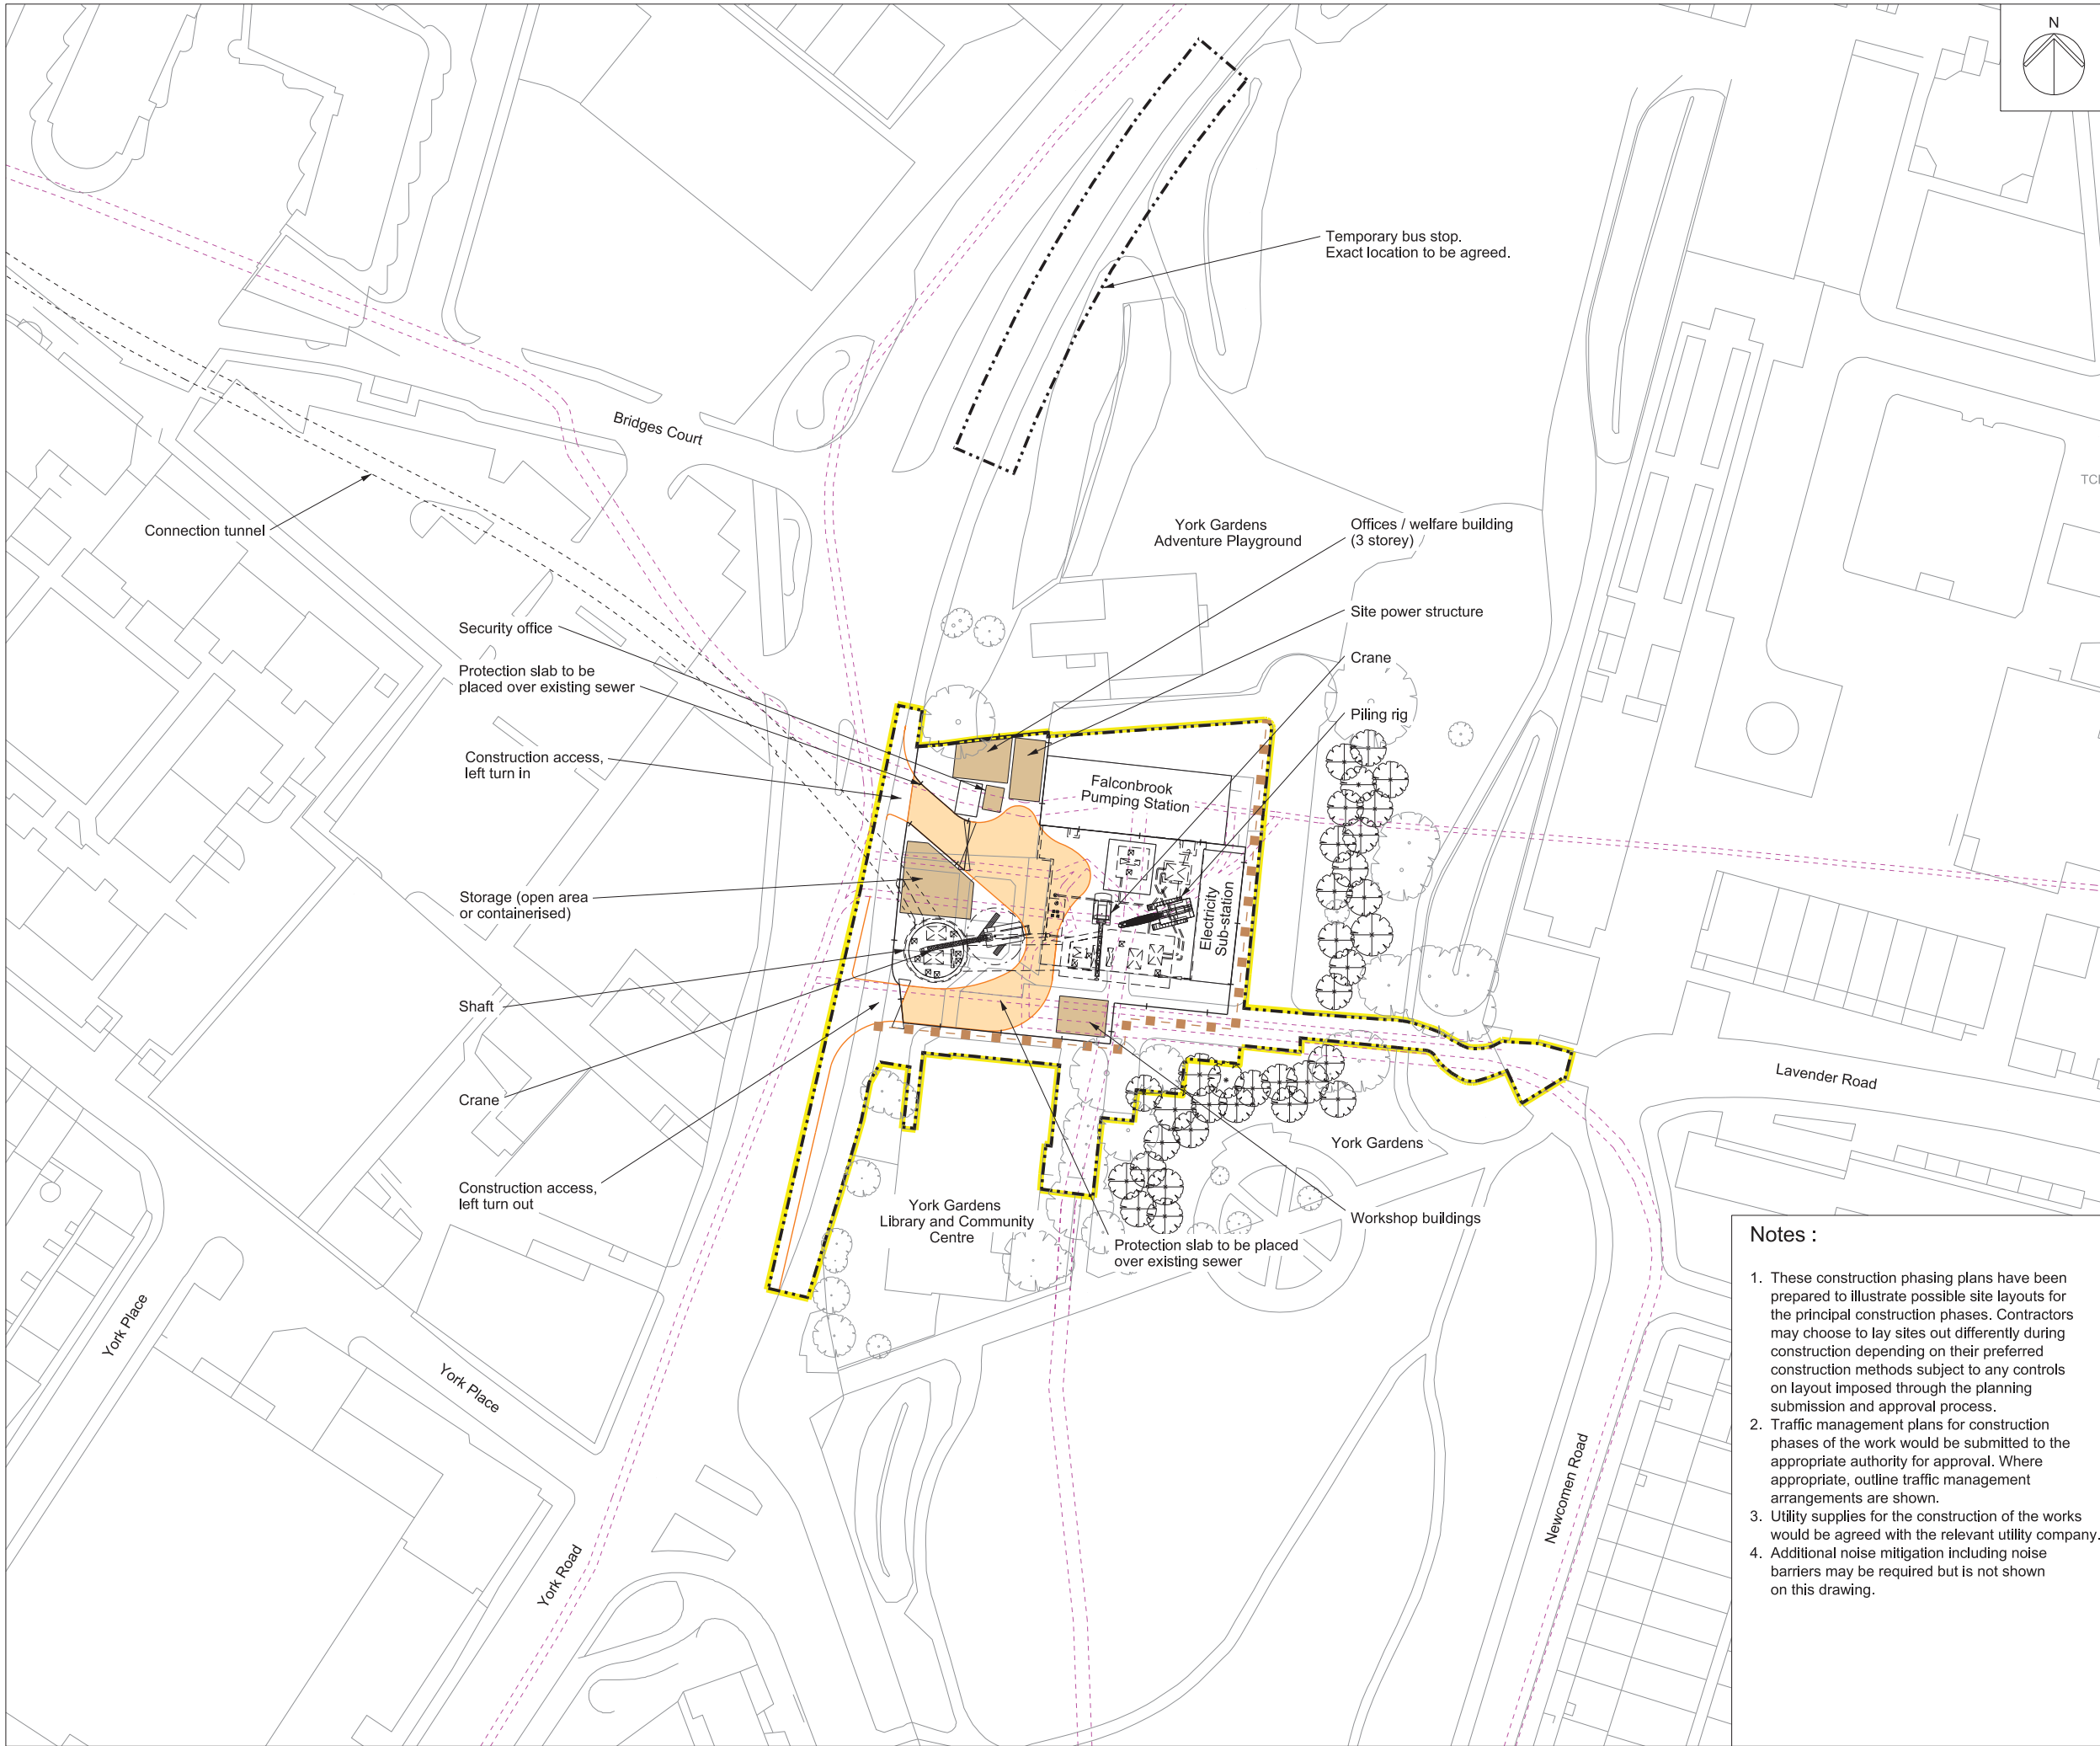 N
Temporary bus stop.
Exact location to be agreed.
Bridges Court
Connection tunnel
York Gardens
Adventure Playground
Offices / welfare building
(3 storey)
Security office
Site power structure
Protection slab to be
placed over existing sewer
Crane
Piling rig
Construction access,
left turn in
Falconbrook
Pumping Station
Storage (open area
or containerised)
Electricity
Sub-station
Shaft
Crane
Lavender Road
York Gardens
Construction access,
left turn out
York Gardens
Library and Community
Centre
Workshop buildings
Protection slab to be placed
over existing sewer
York Place
York Place
York Road
Newcomen Road
Notes :
1. These construction phasing plans have been
prepared to illustrate possible site layouts for
the principal construction phases. Contractors
may choose to lay sites out differently during
construction depending on their preferred
construction methods subject to any controls
on layout imposed through the planning
submission and approval process.
2. Traffic management plans for construction
phases of the work would be submitted to the
appropriate authority for approval. Where
appropriate, outline traffic management
arrangements are shown.
3. Utility supplies for the construction of the works
would be agreed with the relevant utility company.
4. Additional noise mitigation including noise
barriers may be required but is not shown
on this drawing.